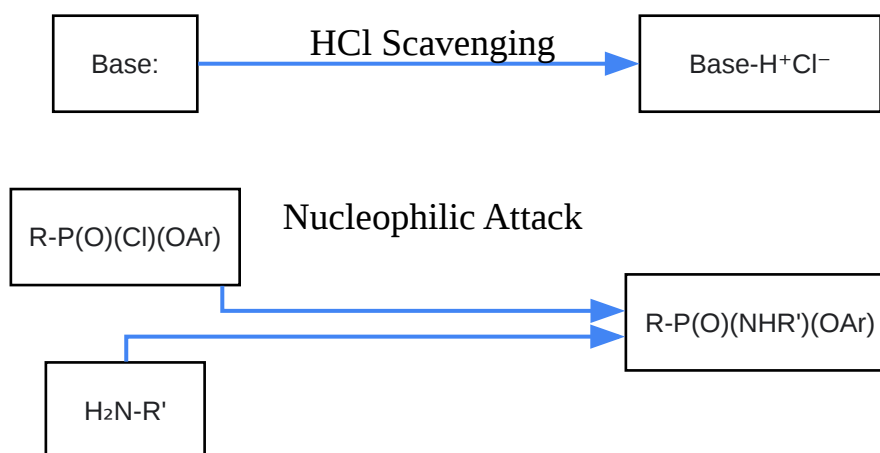 HCl Scavenging
Base:
Base-H⁺Cl⁻
R-P(O)(Cl)(OAr)
Nucleophilic Attack
R-P(O)(NHR')(OAr)
H₂N-R'